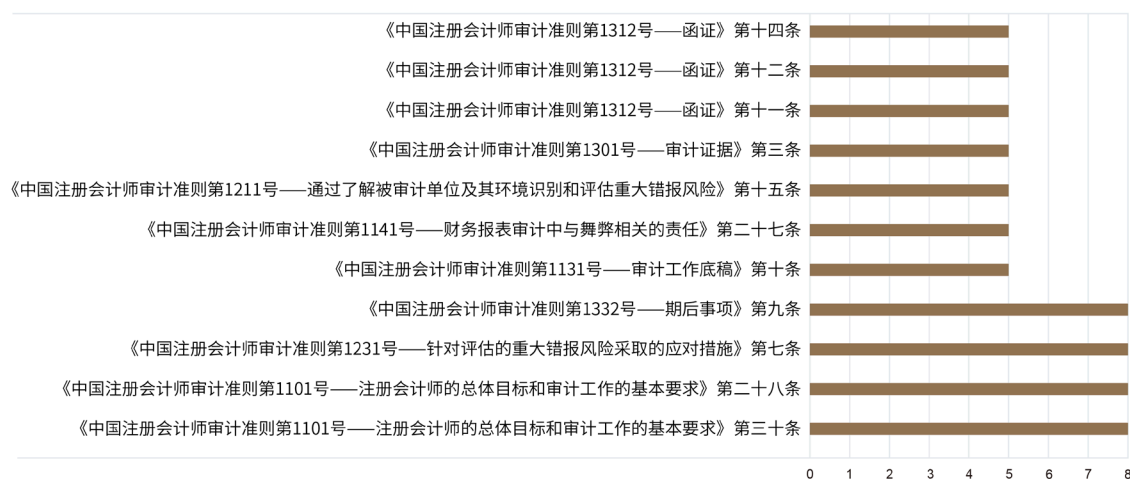 《中国注册会计师审计准则第1312号——函证》第十四条
《中国注册会计师审计准则第1312号——函证》第十二条
《中国注册会计师审计准则第1312号——函证》第十一条
《中国注册会计师审计准则第1301号——审计证据》第三条
《中国注册会计师审计准则第1211号——通过了解被审计单位及其环境识别和评估重大错报风险》第十五条
《中国注册会计师审计准则第1141号——财务报表审计中与舞弊相关的责任》第二十七条
《中国注册会计师审计准则第1131号——审计工作底稿》第十条
《中国注册会计师审计准则第1332号——期后事项》第九条
《中国注册会计师审计准则第1231号——针对评估的重大错报风险采取的应对措施》第七条
《中国注册会计师审计准则第1101号——注册会计师的总体目标和审计工作的基本要求》第二十八条
《中国注册会计师审计准则第1101号——注册会计师的总体目标和审计工作的基本要求》第三十条
0 1 2 3 4 5 6 7 8